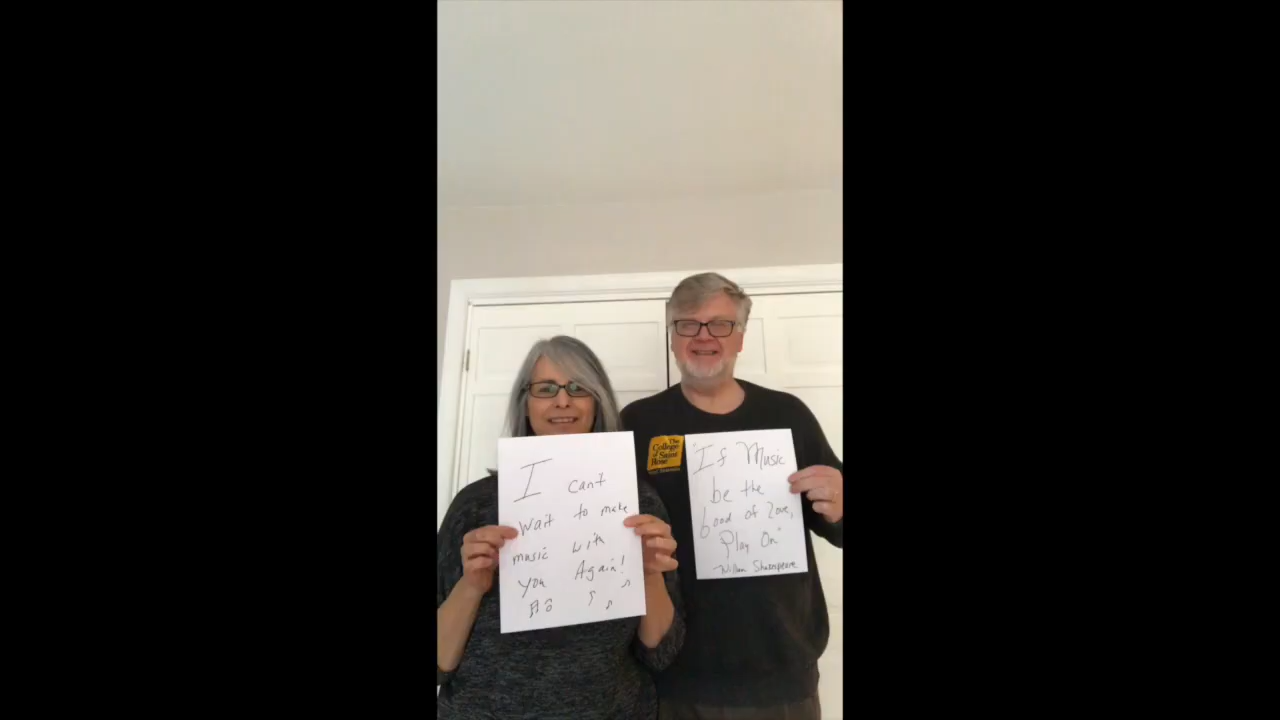 I can't
wait to make
music with
you Again!
"If Music
be the
food of Love,
Play On"
William Shakespeare
The
College
of Saint
Rose